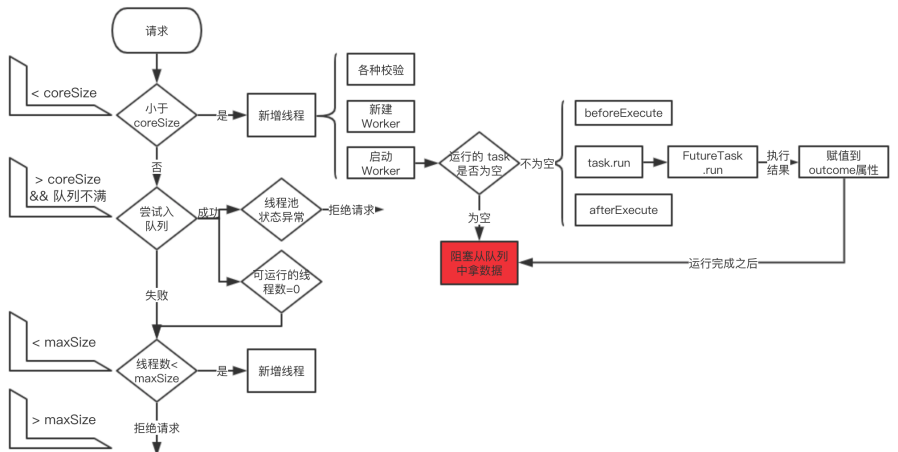 请求
< coreSize
小于
coreSize
是
新增线程
各种校验
新建
Worker
启动
Worker
运行的 task
是否为空
不为空
beforeExecute
task.run
FutureTask
.run
执行
结果
赋值到
outcome属性
afterExecute
否
> coreSize
&& 队列不满
尝试入
队列
成功
线程池
状态异常
拒绝请求
为空
阻塞从队列
中拿数据
运行完成之后
可运行的线
程数=0
失败
< maxSize
线程数<
maxSize
是
新增线程
> maxSize
拒绝请求